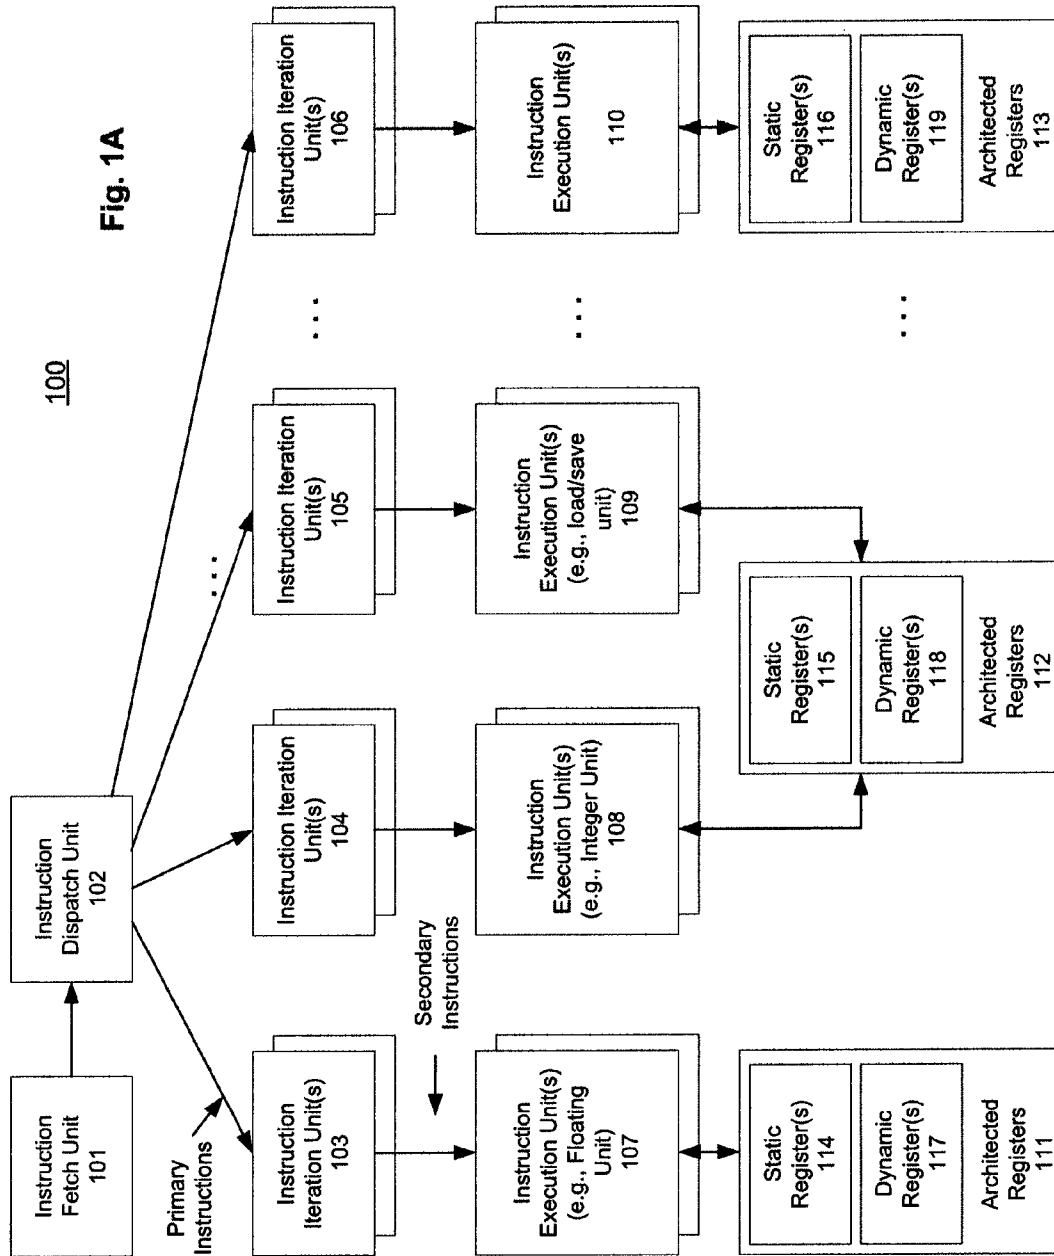 Fig. 1A
100
Instruction
Fetch Unit
101
Instruction
Dispatch Unit
102
Primary
Instructions
Instruction
Iteration Unit(s)
103
Instruction Iteration
Unit(s)
104
. . .
Instruction Iteration
Unit(s)
105
. . .
Instruction Iteration
Unit(s)
106
Secondary
Instructions
Instruction
Execution Unit(s)
(e.g., Floating
Unit)
107
Instruction
Execution Unit(s)
(e.g., Integer Unit)
108
Instruction
Execution Unit(s)
(e.g., load/save
unit)
109
. . .
Instruction
Execution Unit(s)
110
Static
Register(s)
114
Dynamic
Register(s)
117
Architected
Registers
111
Static
Register(s)
115
Dynamic
Register(s)
118
Architected
Registers
112
. . .
Static
Register(s)
116
Dynamic
Register(s)
119
Architected
Registers
113